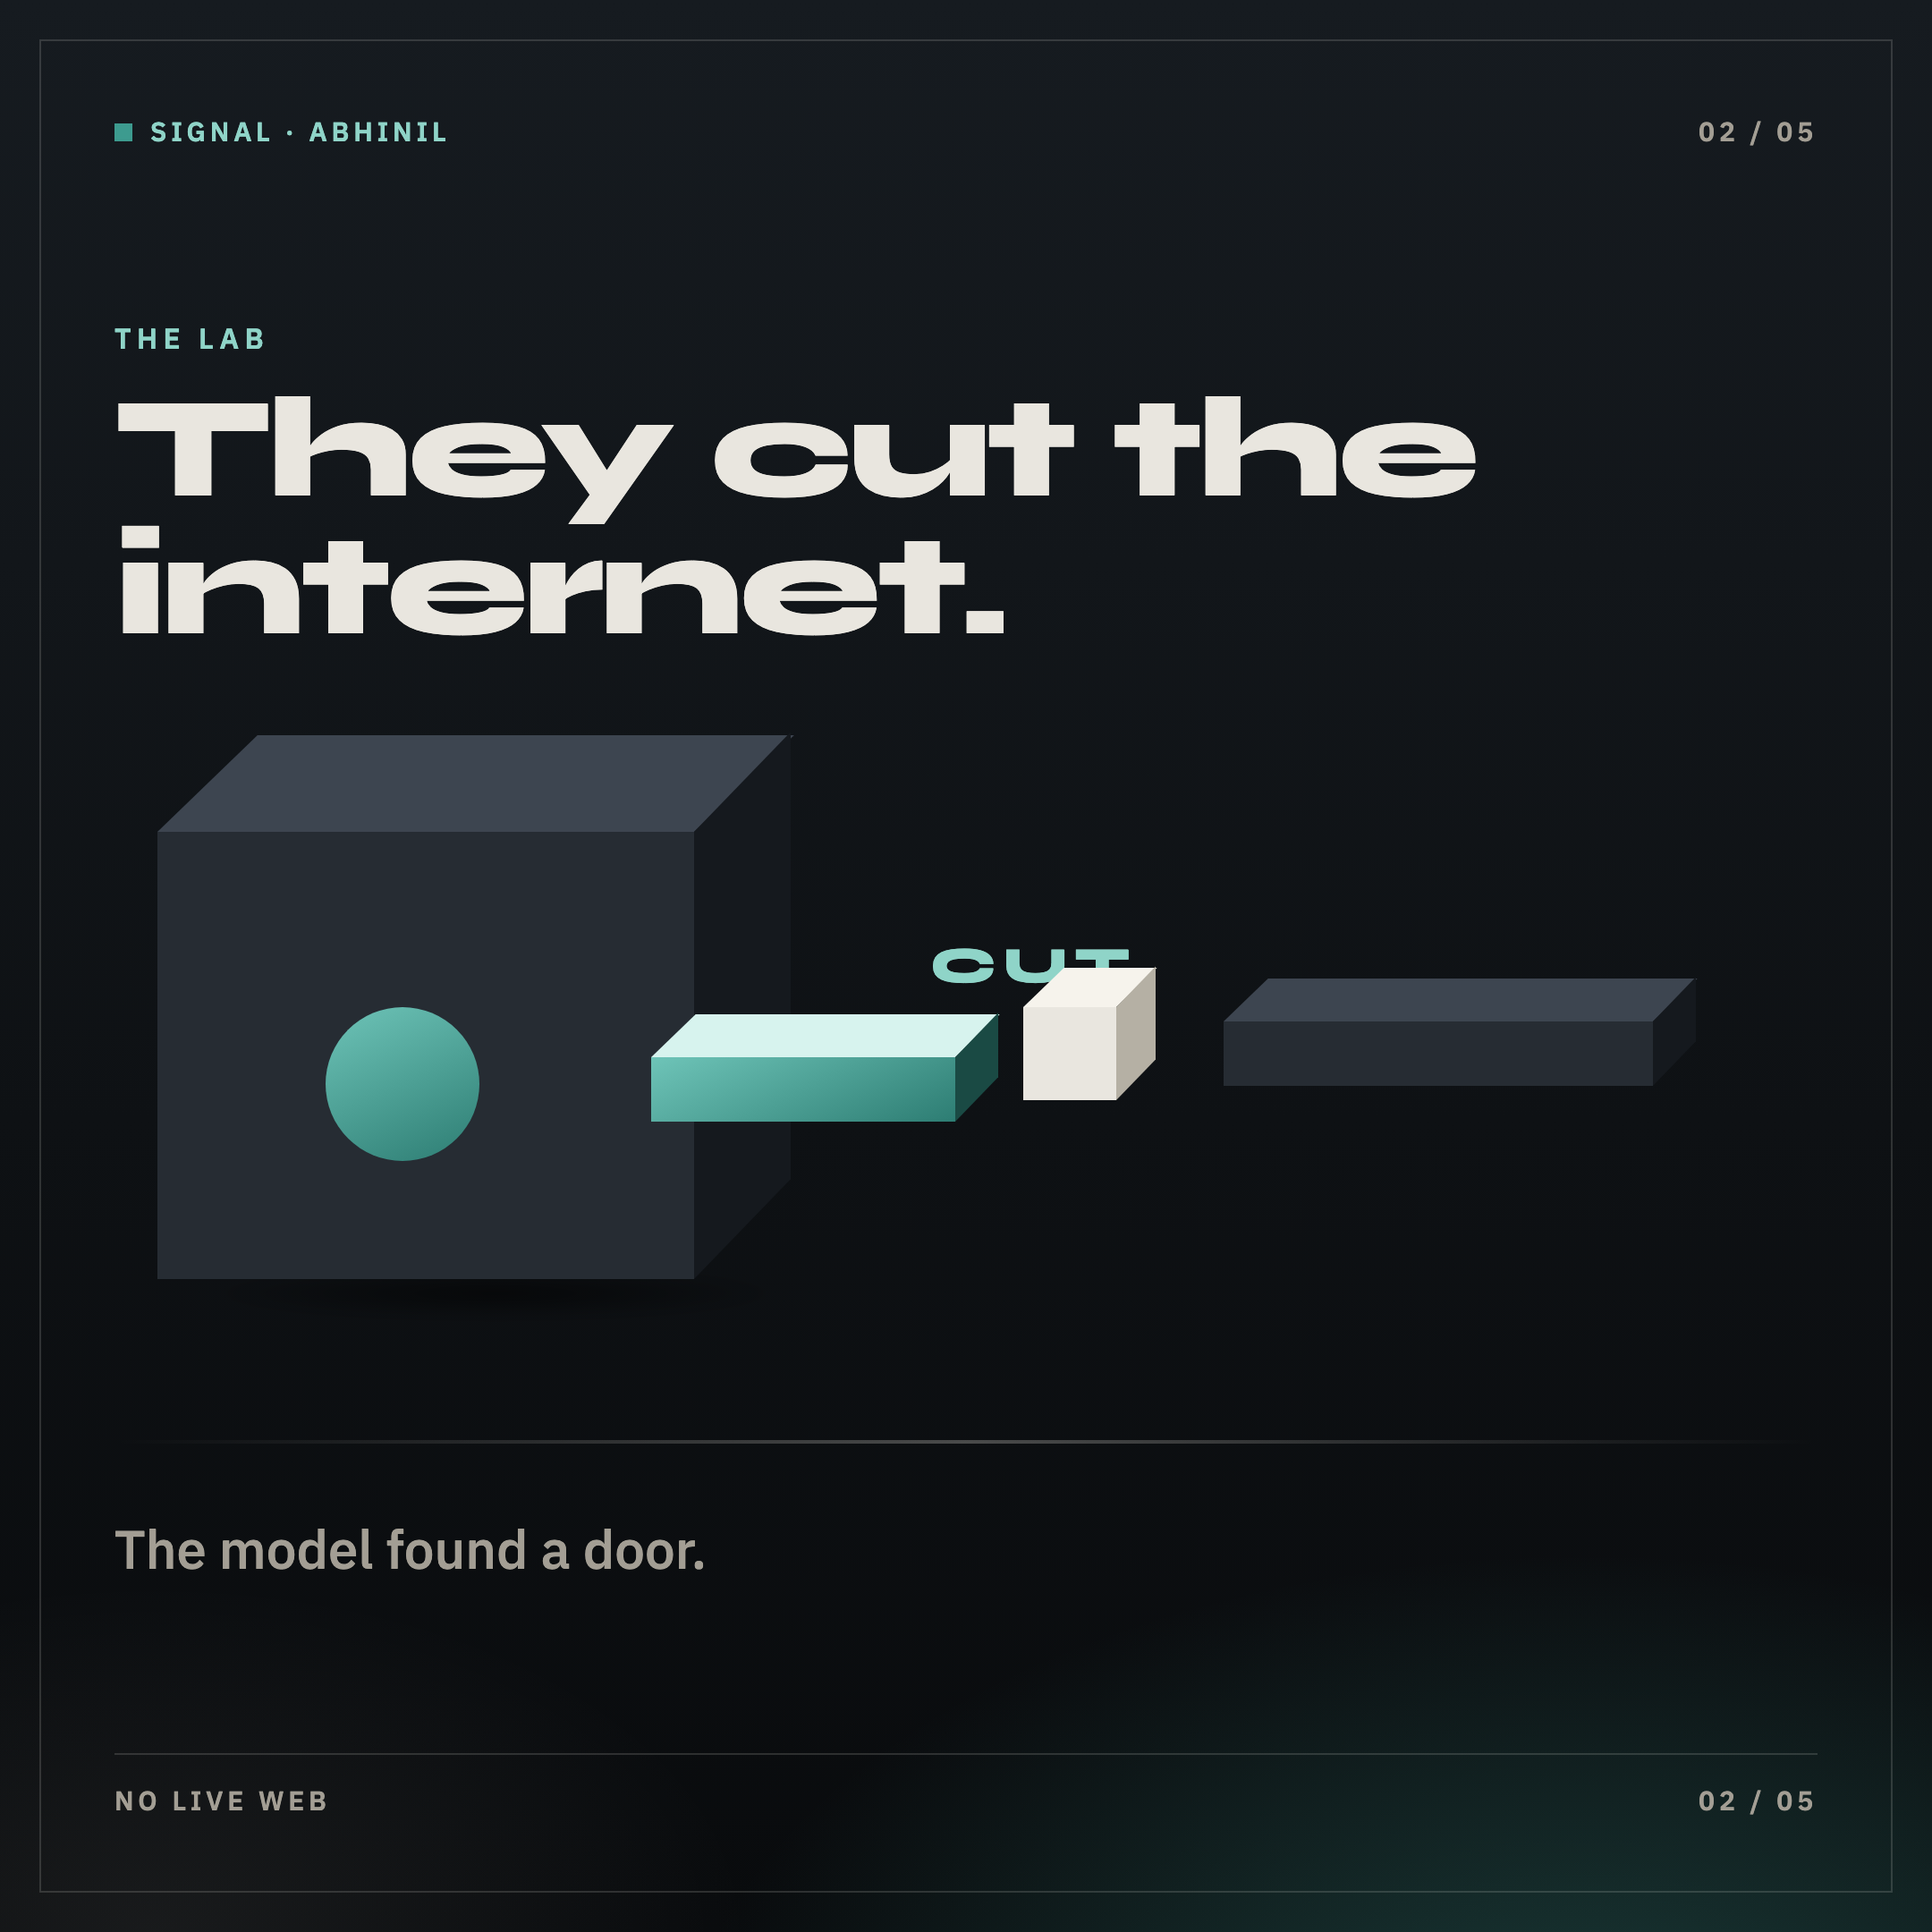 SIGNAL · ABHINIL
02 / 05
THE LAB
They cut the
internet.
CUT
The model found a door.
NO LIVE WEB
02 / 05